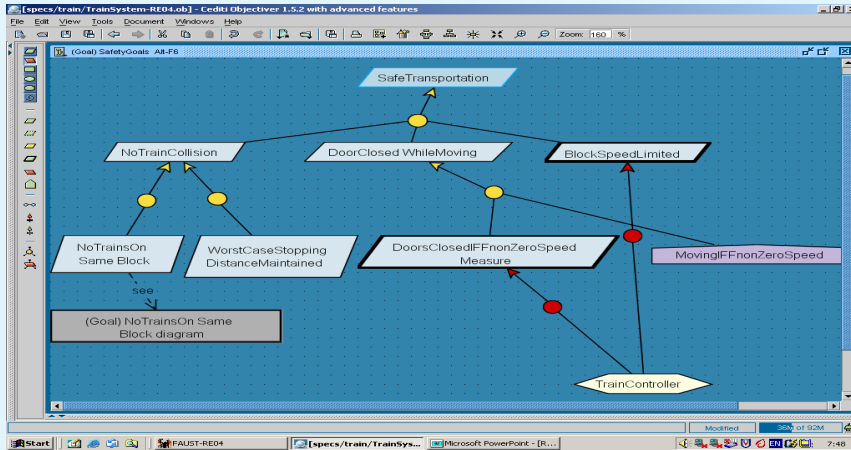 [specs/train/TrainSystem-RE04.ob] - Cediti Objectiver 1.5.2 with advanced features
File Edit View Tools Document Windows Help
Zoom: 160 %
(Goal) SafetyGoals Alt-F6
SafeTransportation
NoTrainCollision
DoorClosed WhileMoving
BlockSpeedLimited
NoTrainsOn
Same Block
WorstCaseStopping
DistanceMaintained
DoorsClosedIFFnonZeroSpeed
Measure
MovingIFFnonZeroSpeed
see
(Goal) NoTrainsOn Same
Block diagram
TrainController
Modified
36M of 92M
Start
FAUST-RE04
[specs/train/TrainSys...
Microsoft PowerPoint - [R...
EN
7:48